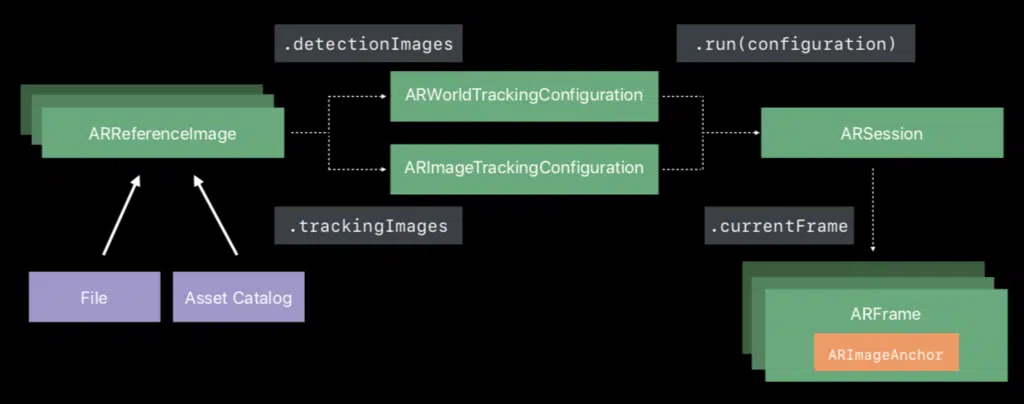 .detectionImages
.run(configuration)
ARReferenceImage
ARWorldTrackingConfiguration
ARImageTrackingConfiguration
ARSession
.trackingImages
.currentFrame
File
Asset Catalog
ARFrame
ARImageAnchor